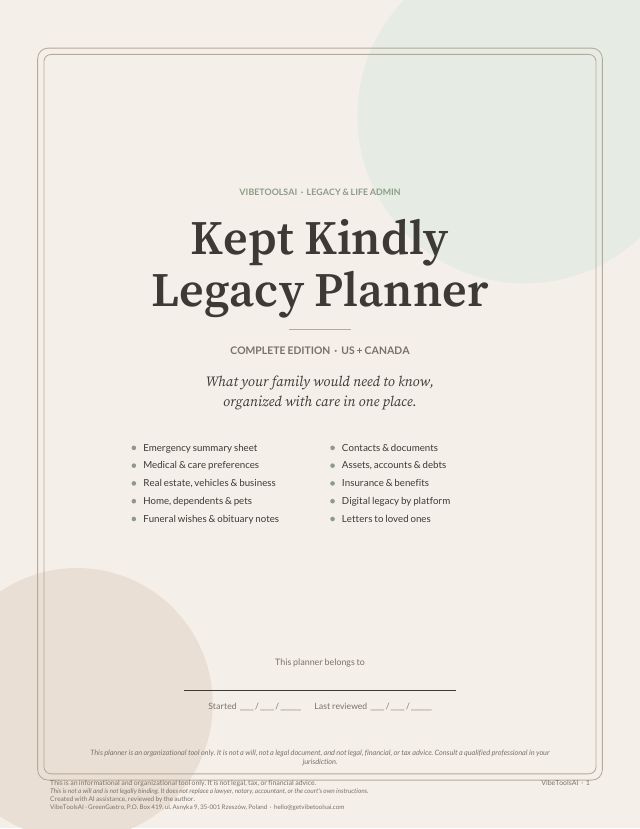 VIBETOOLSAI · LEGACY & LIFE ADMIN
Kept Kindly
Legacy Planner
COMPLETE EDITION · US + CANADA
What your family would need to know,
organized with care in one place.
Emergency summary sheet
Medical & care preferences
Real estate, vehicles & business
Home, dependents & pets
Funeral wishes & obituary notes
Contacts & documents
Assets, accounts & debts
Insurance & benefits
Digital legacy by platform
Letters to loved ones
This planner belongs to
Started ___ / ___ / _____ Last reviewed ___ / ___ / _____
This planner is an organizational tool only. It is not a will, not a legal document, and not legal, financial, or tax advice. Consult a qualified professional in your
jurisdiction.
This is an informational and organizational tool only. It is not legal, tax, or financial advice.
VibeToolsAI · 1
This is not a will and is not legally binding. It does not replace a lawyer, notary, accountant, or the court's own instructions.
Created with AI assistance, reviewed by the author.
VibeToolsAI · GreenGastro, P.O. Box 419, ul. Asnyka 9, 35-001 Rzeszów, Poland · hello@getvibetoolsai.com